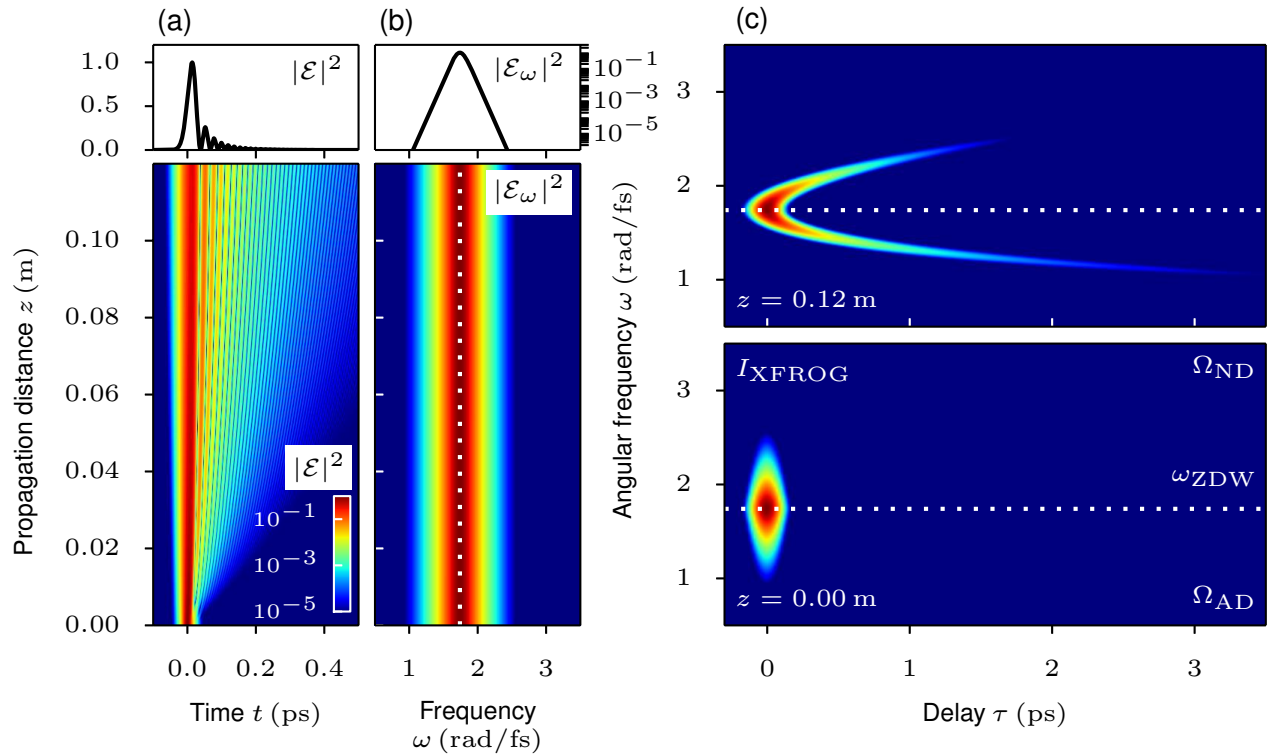 (a)
(b)
(c)
|ℰ|²
1.0
0.5
0.0
|ℰ_ω|²
10⁻¹
10⁻³
10⁻⁵
Propagation distance z (m)
0.10
0.08
0.06
0.04
0.02
0.00
|ℰ|²
10⁻¹
10⁻³
10⁻⁵
0.0 0.2 0.4
Time t (ps)
|ℰ_ω|²
1 2 3
Frequency
ω (rad/fs)
Angular frequency ω (rad/fs)
3
2
1
z = 0.12 m
I_XFROG
Ω_ND
3
2
1
ω_ZDW
z = 0.00 m
Ω_AD
0 1 2 3
Delay τ (ps)